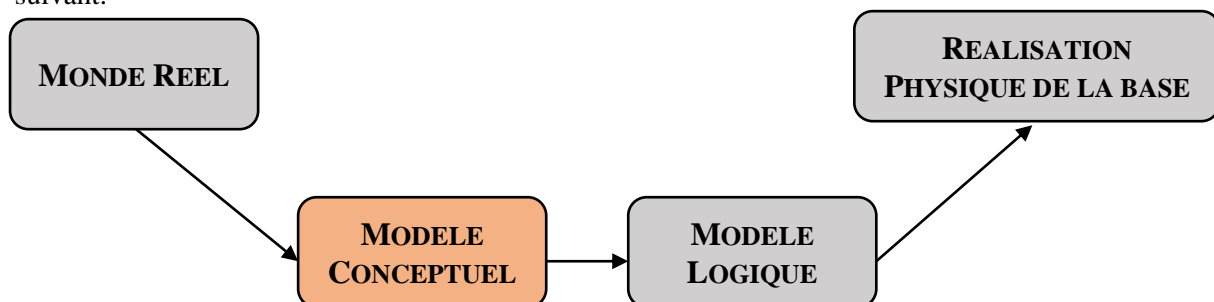 suivant.
MONDE REEL
REALISATION
PHYSIQUE DE LA BASE
MODELE
CONCEPTUEL
MODELE
LOGIQUE